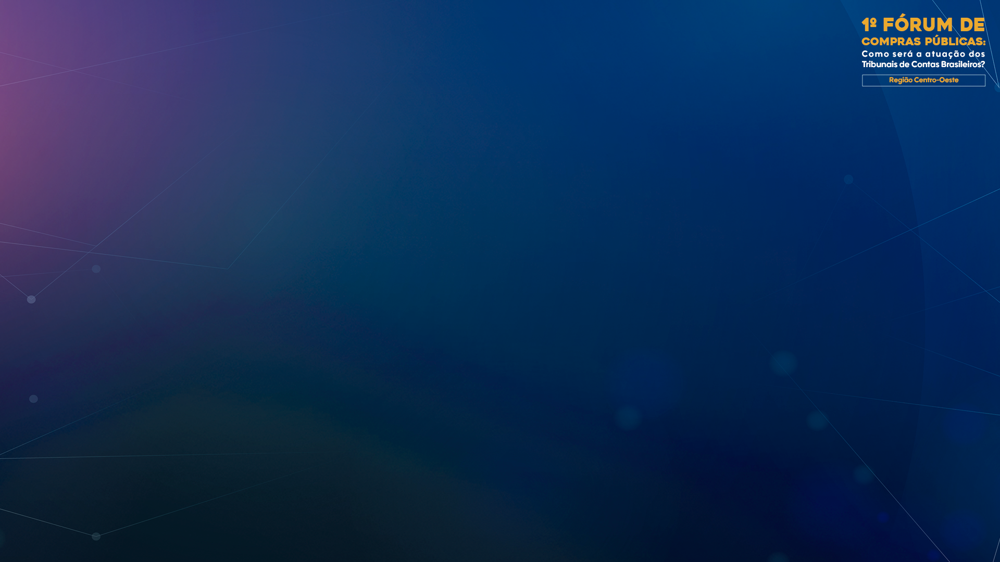 1º FÓRUM DE
COMPRAS PÚBLICAS:
Como será a atuação dos
Tribunais de Contas Brasileiros?
Região Centro-Oeste